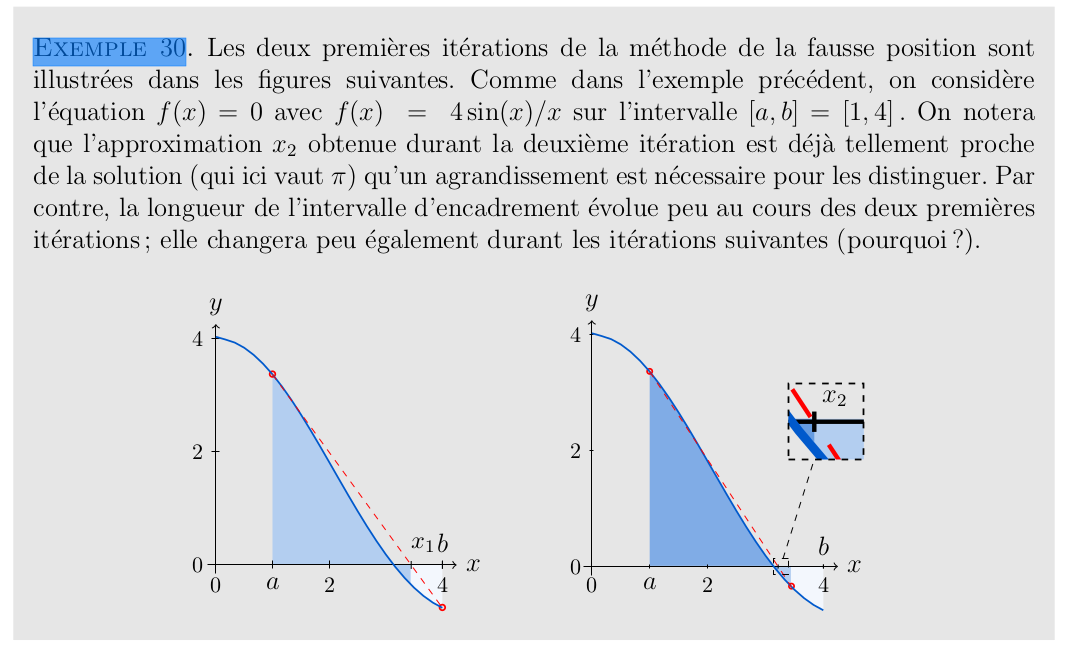 EXEMPLE 30. Les deux premières itérations de la méthode de la fausse position sont
illustrées dans les figures suivantes. Comme dans l'exemple précédent, on considère
l'équation f(x) = 0 avec f(x) = 4 sin(x)/x sur l'intervalle [a, b] = [1, 4] . On notera
que l'approximation x₂ obtenue durant la deuxième itération est déjà tellement proche
de la solution (qui ici vaut π) qu'un agrandissement est nécessaire pour les distinguer. Par
contre, la longueur de l'intervalle d'encadrement évolue peu au cours des deux premières
itérations ; elle changera peu également durant les itérations suivantes (pourquoi ?).
y
4
2
0
x₁ b
x
0 a 2 4
y
4
2
0
x₂
b
x
0 a 2 4